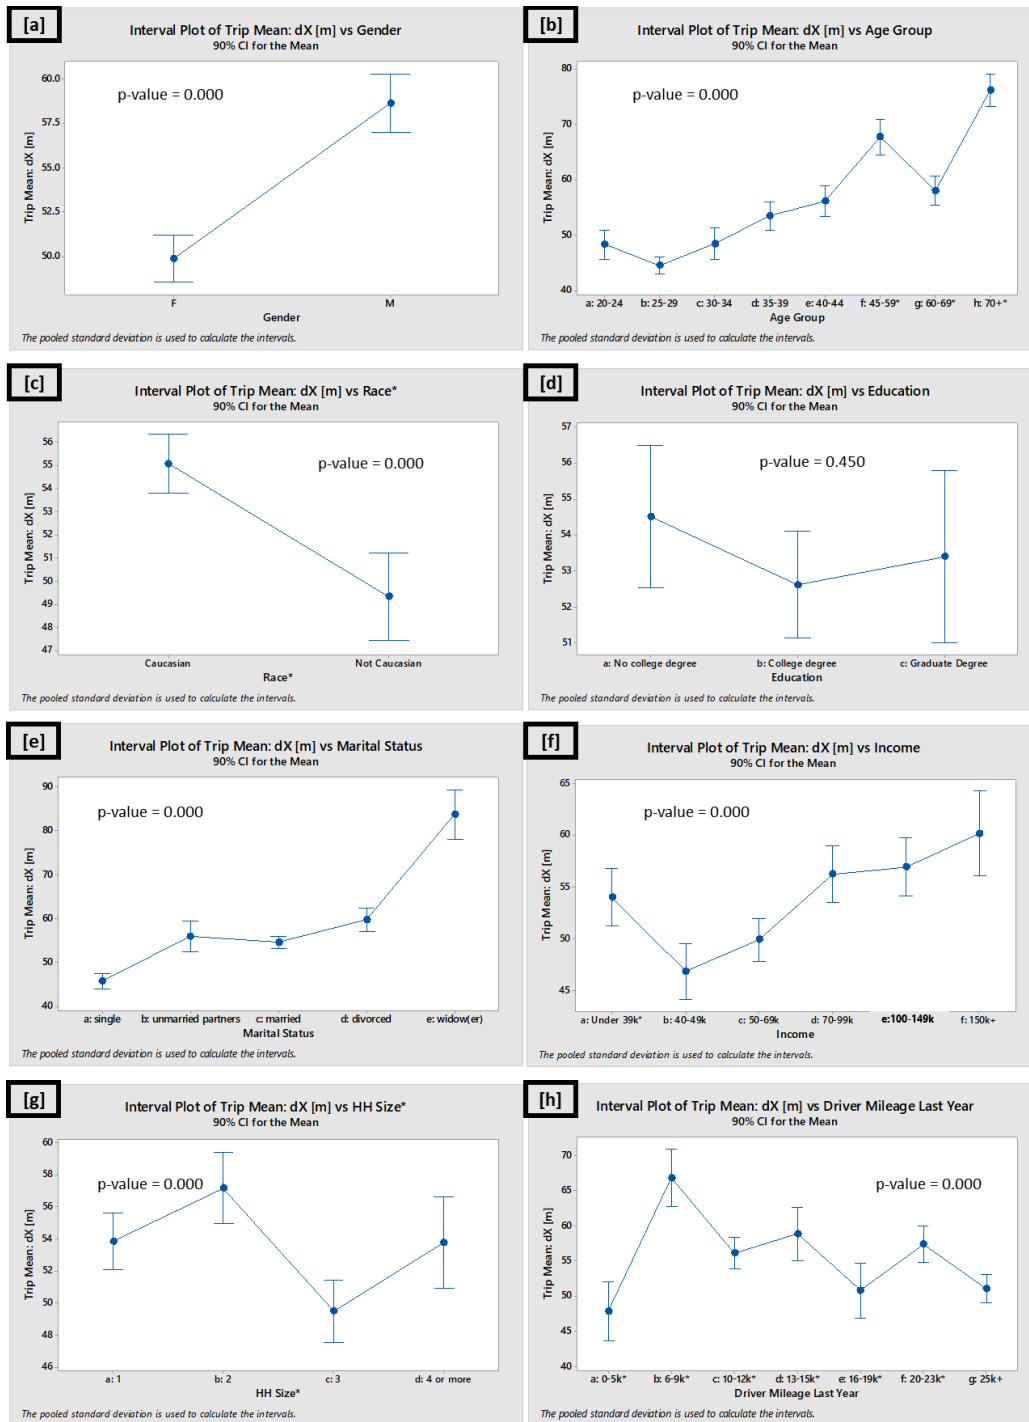 [a]
Interval Plot of Trip Mean: dX [m] vs Gender
90% CI for the Mean
p-value = 0.000
Trip Mean: dX [m]
60.0
57.5
55.0
52.5
50.0
F M
Gender
The pooled standard deviation is used to calculate the intervals.
[b]
Interval Plot of Trip Mean: dX [m] vs Age Group
90% CI for the Mean
p-value = 0.000
Trip Mean: dX [m]
80
70
60
50
40
a: 20-24 b: 25-29 c: 30-34 d: 35-39 e: 40-44 f: 45-59* g: 60-69* h: 70+*
Age Group
The pooled standard deviation is used to calculate the intervals.
[c]
Interval Plot of Trip Mean: dX [m] vs Race*
90% CI for the Mean
p-value = 0.000
Trip Mean: dX [m]
56
55
54
53
52
51
50
49
48
47
Caucasian Not Caucasian
Race*
The pooled standard deviation is used to calculate the intervals.
[d]
Interval Plot of Trip Mean: dX [m] vs Education
90% CI for the Mean
p-value = 0.450
Trip Mean: dX [m]
57
56
55
54
53
52
51
a: No college degree b: College degree c: Graduate Degree
Education
The pooled standard deviation is used to calculate the intervals.
[e]
Interval Plot of Trip Mean: dX [m] vs Marital Status
90% CI for the Mean
p-value = 0.000
Trip Mean: dX [m]
90
80
70
60
50
40
a: single b: unmarried partners c: married d: divorced e: widow(er)
Marital Status
The pooled standard deviation is used to calculate the intervals.
[f]
Interval Plot of Trip Mean: dX [m] vs Income
90% CI for the Mean
p-value = 0.000
Trip Mean: dX [m]
65
60
55
50
45
a: Under 39k* b: 40-49k c: 50-69k d: 70-99k e:100-149k f: 150k+
Income
The pooled standard deviation is used to calculate the intervals.
[g]
Interval Plot of Trip Mean: dX [m] vs HH Size*
90% CI for the Mean
p-value = 0.000
Trip Mean: dX [m]
60
58
56
54
52
50
48
46
a: 1 b: 2 c: 3 d: 4 or more
HH Size*
The pooled standard deviation is used to calculate the intervals.
[h]
Interval Plot of Trip Mean: dX [m] vs Driver Mileage Last Year
90% CI for the Mean
p-value = 0.000
Trip Mean: dX [m]
70
65
60
55
50
45
40
a: 0-5k* b: 6-9k* c: 10-12k* d: 13-15k* e: 16-19k* f: 20-23k* g: 25k+
Driver Mileage Last Year
The pooled standard deviation is used to calculate the intervals.